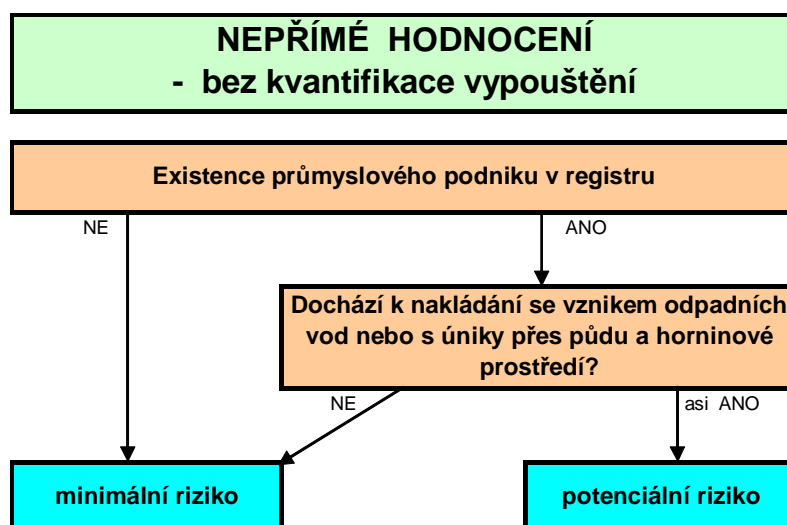 NEPŘÍMÉ HODNOCENÍ
- bez kvantifikace vypouštění
Existence průmyslového podniku v registru
NE
ANO
Dochází k nakládání se vznikem odpadních
vod nebo s úniky přes půdu a horninové
prostředí?
NE
asi ANO
minimální riziko
potenciální riziko